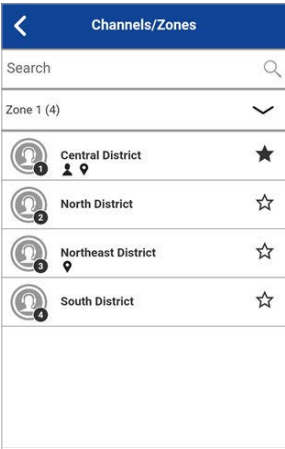 Channels/Zones
Search
Zone 1 (4)
1
Central District
2
North District
3
Northeast District
4
South District